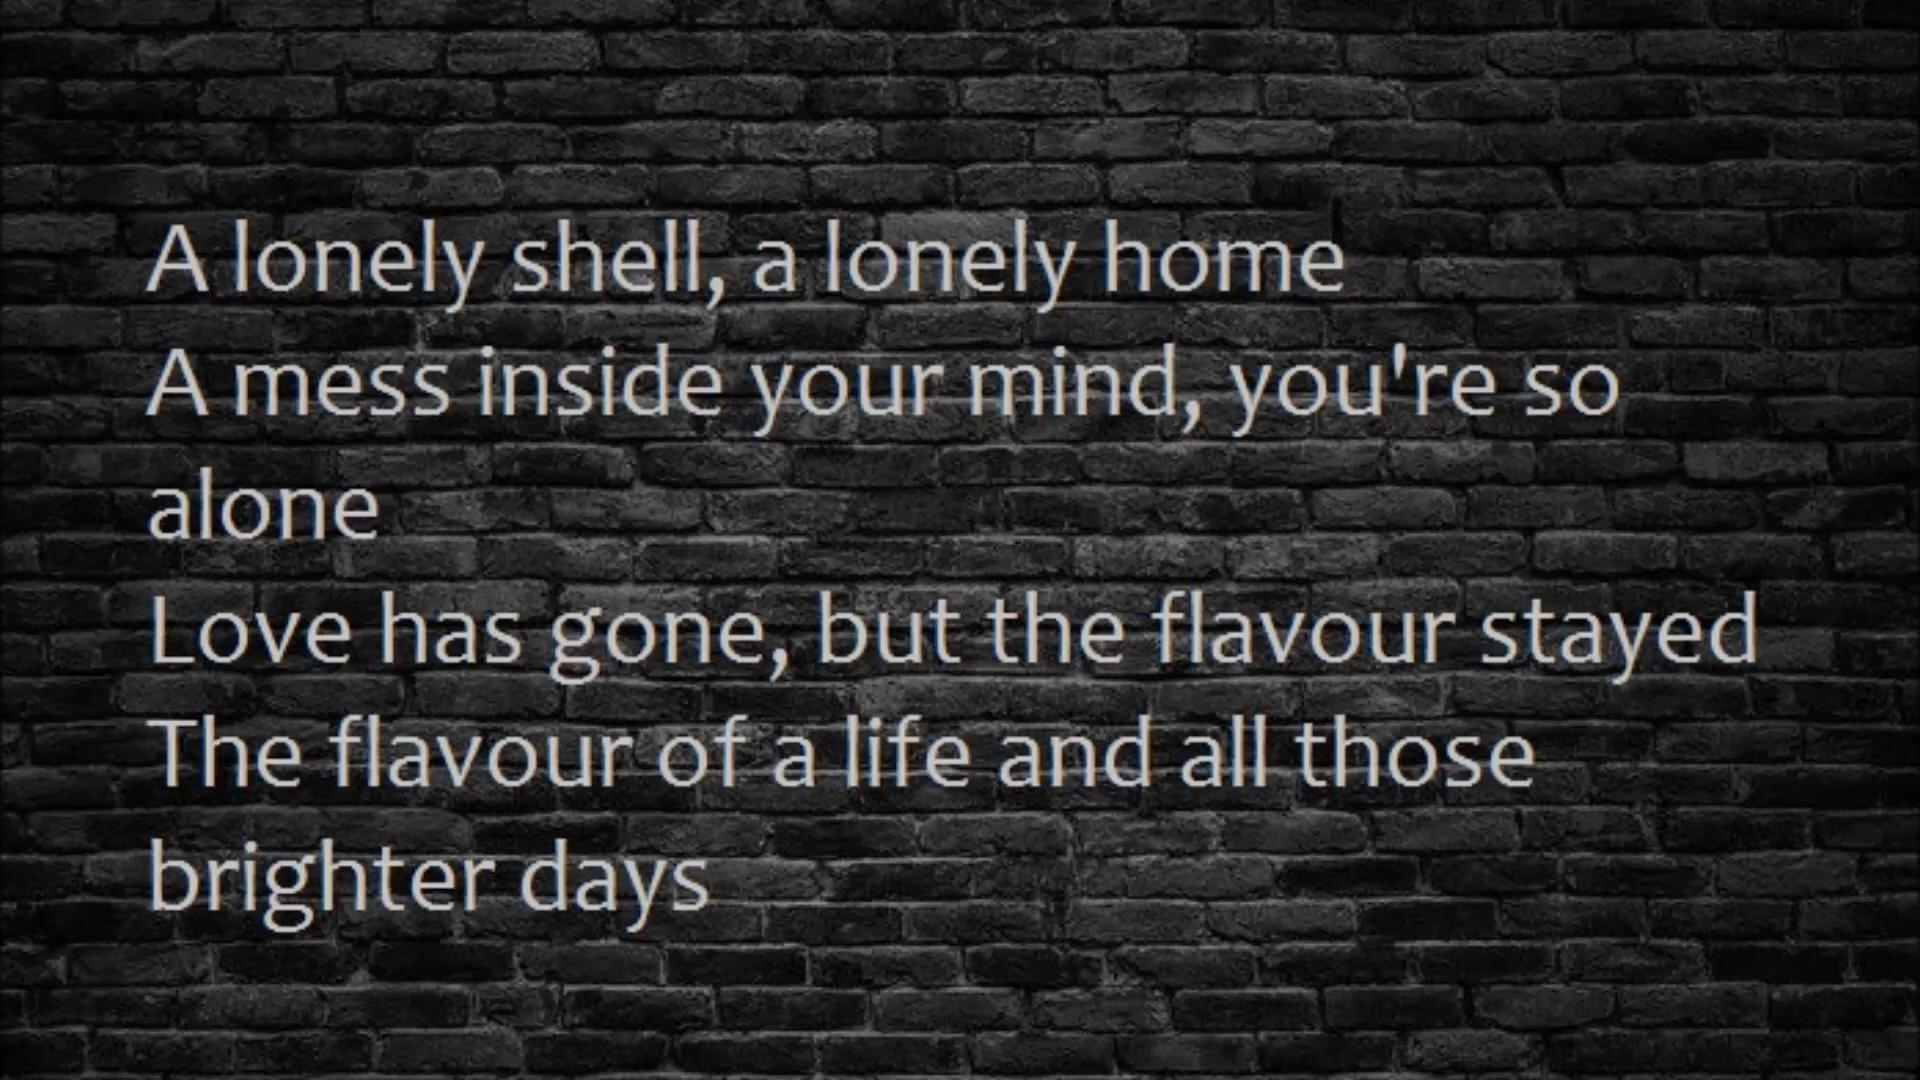 A lonely shell, a lonely home
A mess inside your mind, you're so
alone
Love has gone, but the flavour stayed
The flavour of a life and all those
brighter days